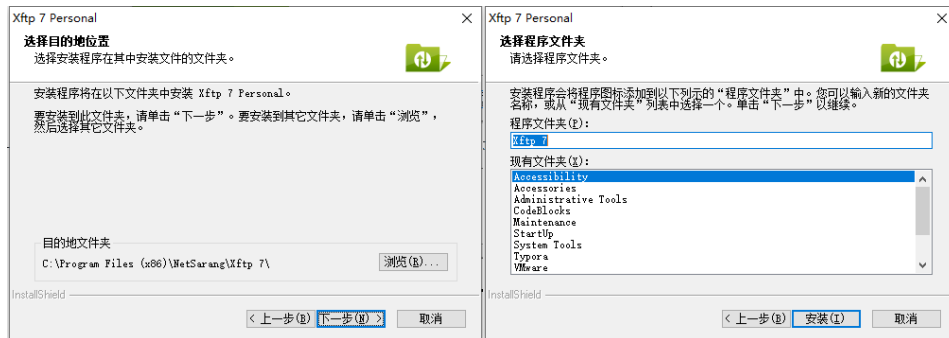 Xftp 7 Personal
选择目的地位置
选择安装程序在其中安装文件的文件夹。
安装程序将在以下文件夹中安装 Xftp 7 Personal。
要安装到此文件夹，请单击“下一步”。要安装到其它文件夹，请单击“浏览”，
然后选择其它文件夹。
目的地文件夹
C:\Program Files (x86)\NetSarang\Xftp 7\
浏览(R)...
InstallShield
< 上一步(B)
下一步(N) >
取消
Xftp 7 Personal
选择程序文件夹
请选择程序文件夹。
安装程序会将程序图标添加到以下列示的“程序文件夹”中。您可以输入新的文件夹
名称，或从“现有文件夹”列表中选择一个。单击“下一步”以继续。
程序文件夹(P):
Xftp 7
现有文件夹(X):
Accessibility
Accessories
Administrative Tools
CodeBlocks
Maintenance
StartUp
System Tools
Typora
VMware
InstallShield
< 上一步(B)
安装(I)
取消